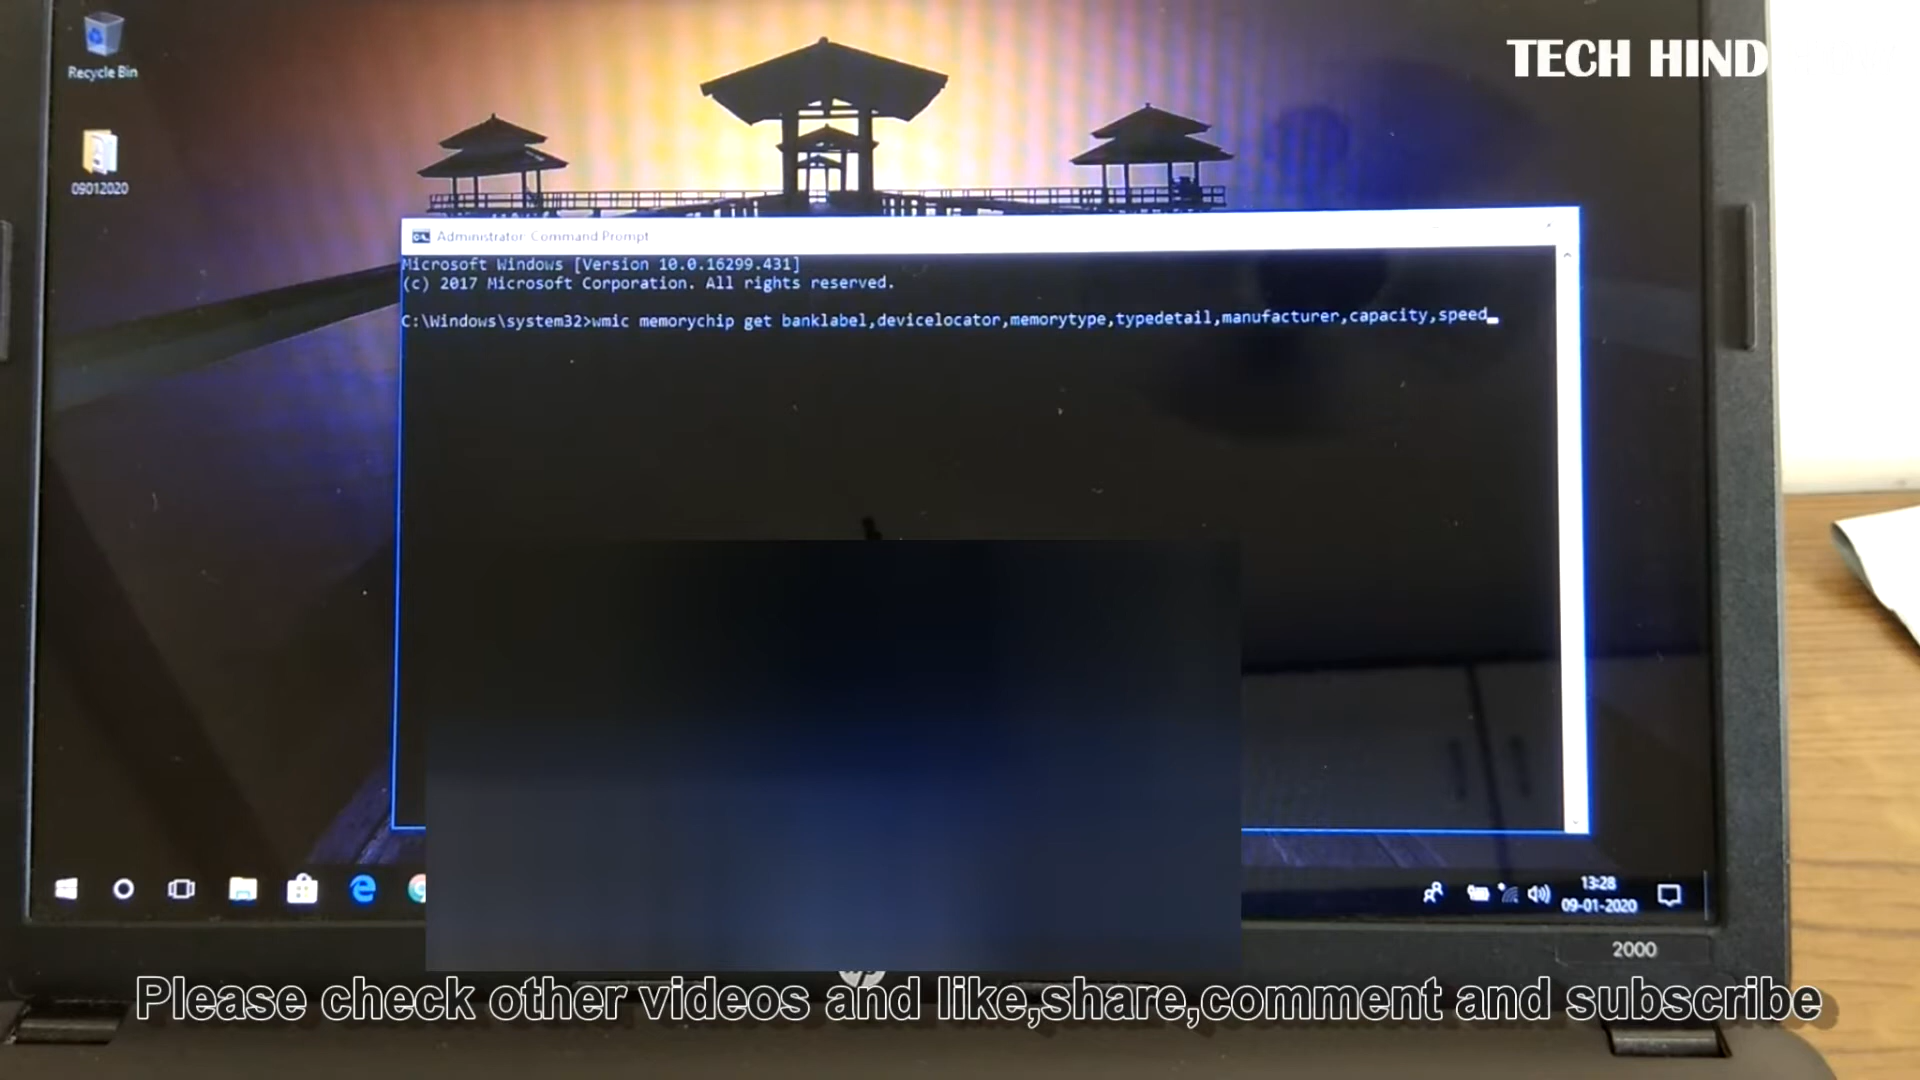 TECH HIND
Recycle Bin
09012020
Administrator: Command Prompt
Microsoft Windows [Version 10.0.16299.431]
(c) 2017 Microsoft Corporation. All rights reserved.
C:\Windows\system32>wmic memorychip get banklabel,devicelocator,memorytype,typedetail,manufacturer,capacity,speed
13:28
09-01-2020
2000
hp
Please check other videos and like,share,comment and subscribe